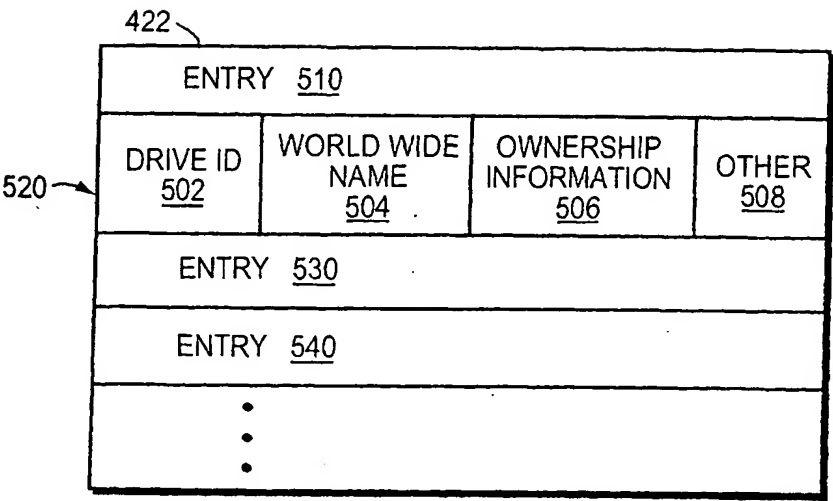 422
ENTRY 510
DRIVE ID
502
WORLD WIDE
NAME
504
OWNERSHIP
INFORMATION
506
OTHER
508
520
ENTRY 530
ENTRY 540